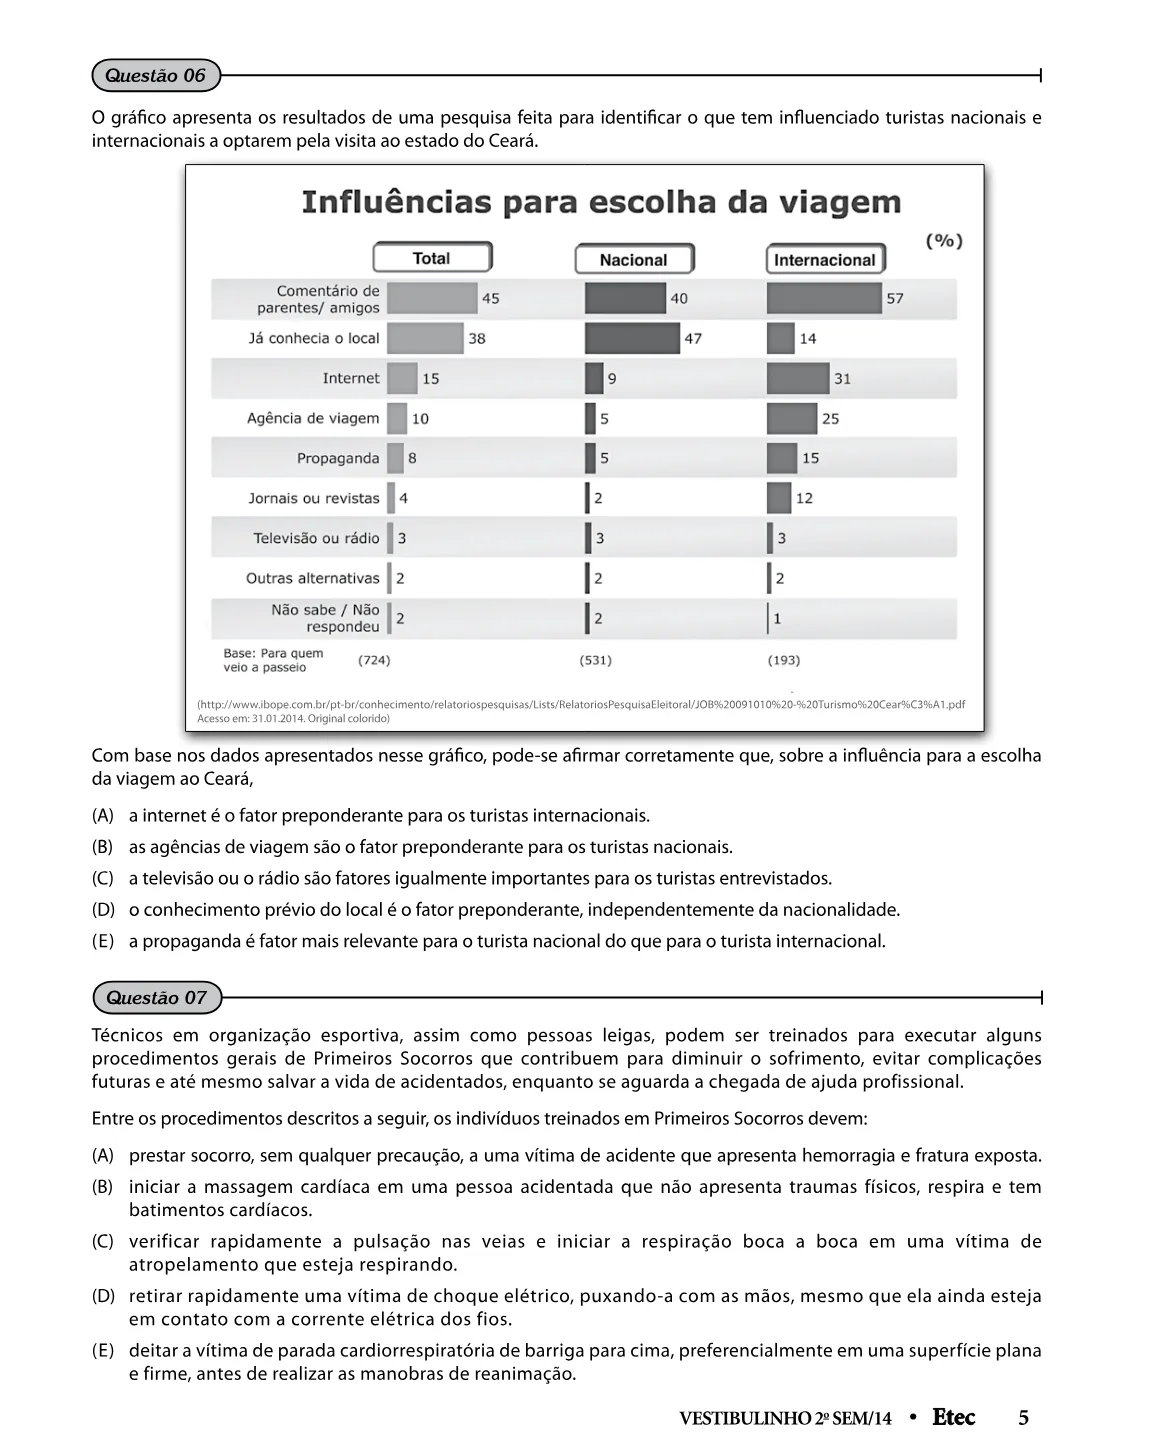 Questão 06
O gráfico apresenta os resultados de uma pesquisa feita para identificar o que tem influenciado turistas nacionais e
internacionais a optarem pela visita ao estado do Ceará.
Influências para escolha da viagem
(%)
Total Nacional Internacional
Comentário de
parentes/ amigos 45 40 57
Já conhecia o local 38 47 14
Internet 15 9 31
Agência de viagem 10 5 25
Propaganda 8 5 15
Jornais ou revistas 4 2 12
Televisão ou rádio 3 3 3
Outras alternativas 2 2 2
Não sabe / Não
respondeu 2 2 1
Base: Para quem
veio a passeio (724) (531) (193)
(http://www.ibope.com.br/pt-br/conhecimento/relatoriospesquisas/Lists/RelatoriosPesquisaEleitoral/JOB%20091010%20-%20Turismo%20Cear%C3%A1.pdf
Acesso em: 31.01.2014. Original colorido)
Com base nos dados apresentados nesse gráfico, pode-se afirmar corretamente que, sobre a influência para a escolha
da viagem ao Ceará,
(A) a internet é o fator preponderante para os turistas internacionais.
(B) as agências de viagem são o fator preponderante para os turistas nacionais.
(C) a televisão ou o rádio são fatores igualmente importantes para os turistas entrevistados.
(D) o conhecimento prévio do local é o fator preponderante, independentemente da nacionalidade.
(E) a propaganda é fator mais relevante para o turista nacional do que para o turista internacional.
Questão 07
Técnicos em organização esportiva, assim como pessoas leigas, podem ser treinados para executar alguns
procedimentos gerais de Primeiros Socorros que contribuem para diminuir o sofrimento, evitar complicações
futuras e até mesmo salvar a vida de acidentados, enquanto se aguarda a chegada de ajuda profissional.
Entre os procedimentos descritos a seguir, os indivíduos treinados em Primeiros Socorros devem:
(A) prestar socorro, sem qualquer precaução, a uma vítima de acidente que apresenta hemorragia e fratura exposta.
(B) iniciar a massagem cardíaca em uma pessoa acidentada que não apresenta traumas físicos, respira e tem
batimentos cardíacos.
(C) verificar rapidamente a pulsação nas veias e iniciar a respiração boca a boca em uma vítima de
atropelamento que esteja respirando.
(D) retirar rapidamente uma vítima de choque elétrico, puxando-a com as mãos, mesmo que ela ainda esteja
em contato com a corrente elétrica dos fios.
(E) deitar a vítima de parada cardiorrespiratória de barriga para cima, preferencialmente em uma superfície plana
e firme, antes de realizar as manobras de reanimação.
VESTIBULINHO 2º SEM/14 • Etec 5